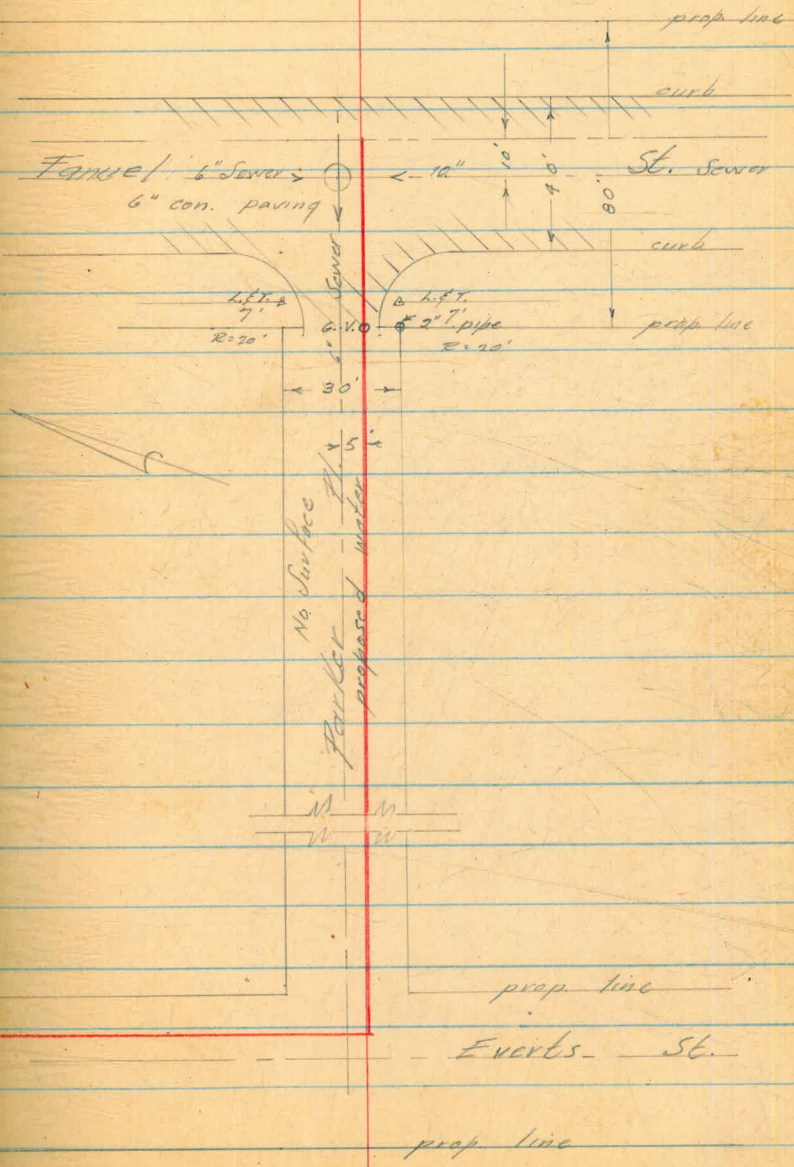 prop. line
curb
Fanuel 6" Sewer 10" St. Sewer
6" con. paving
10'
40'
80'
curb
6" Sewer
L.&T.
7'
R=20'
L.&T.
7'
G.V.
2" pipe
R=20'
prop line
30'
5'
No Surface
Parker Pl.
proposed water
prop. line
Everts St.
prop line